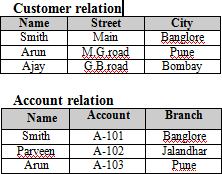 Customer relation
Name Street City
Smith Main Banglore
Arun M.G.road Pune
Ajay G.B.road Bombay
Account relation
Name Account Branch
Smith A-101 Banglore
Parveen A-102 Jalandhar
Arun A-103 Pune